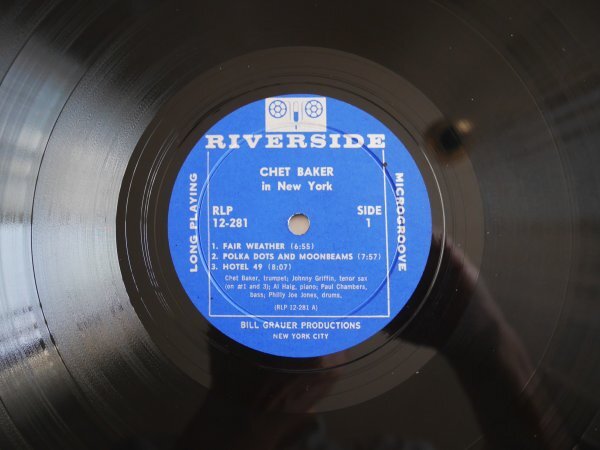 RIVERSIDE
CHET BAKER
in New York
LONG PLAYING
MICROGROOVE
RLP
12-281
SIDE
1
1. FAIR WEATHER (6:55)
2. POLKA DOTS AND MOONBEAMS (7:57)
3. HOTEL 49 (8:07)
Chet Baker, trumpet; Johnny Griffin, tenor sax
(on #1 and 3); Al Haig, piano; Paul Chambers,
bass; Philly Joe Jones, drums.
(RLP 12-281 A)
BILL GRAUER PRODUCTIONS
NEW YORK CITY